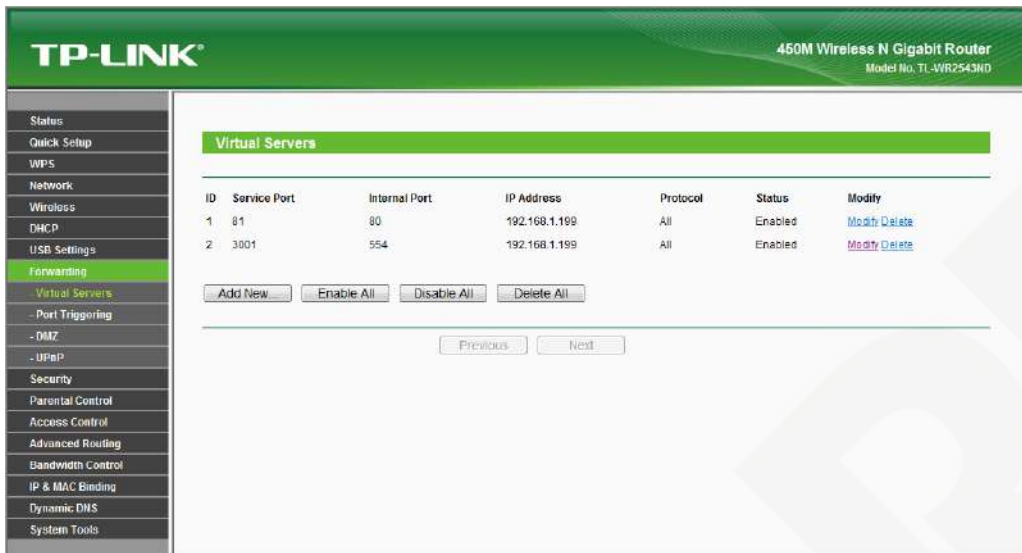 TP-LINK®
450M Wireless N Gigabit Router
Model No. TL-WR2543ND
Status
Quick Setup
WPS
Network
Wireless
DHCP
USB Settings
Forwarding
- Virtual Servers
- Port Triggering
- DMZ
- UPnP
Security
Parental Control
Access Control
Advanced Routing
Bandwidth Control
IP & MAC Binding
Dynamic DNS
System Tools
Virtual Servers
ID Service Port Internal Port IP Address Protocol Status Modify
1 81 80 192.168.1.199 All Enabled Modify Delete
2 3001 554 192.168.1.199 All Enabled Modify Delete
Add New... Enable All Disable All Delete All
Previous Next